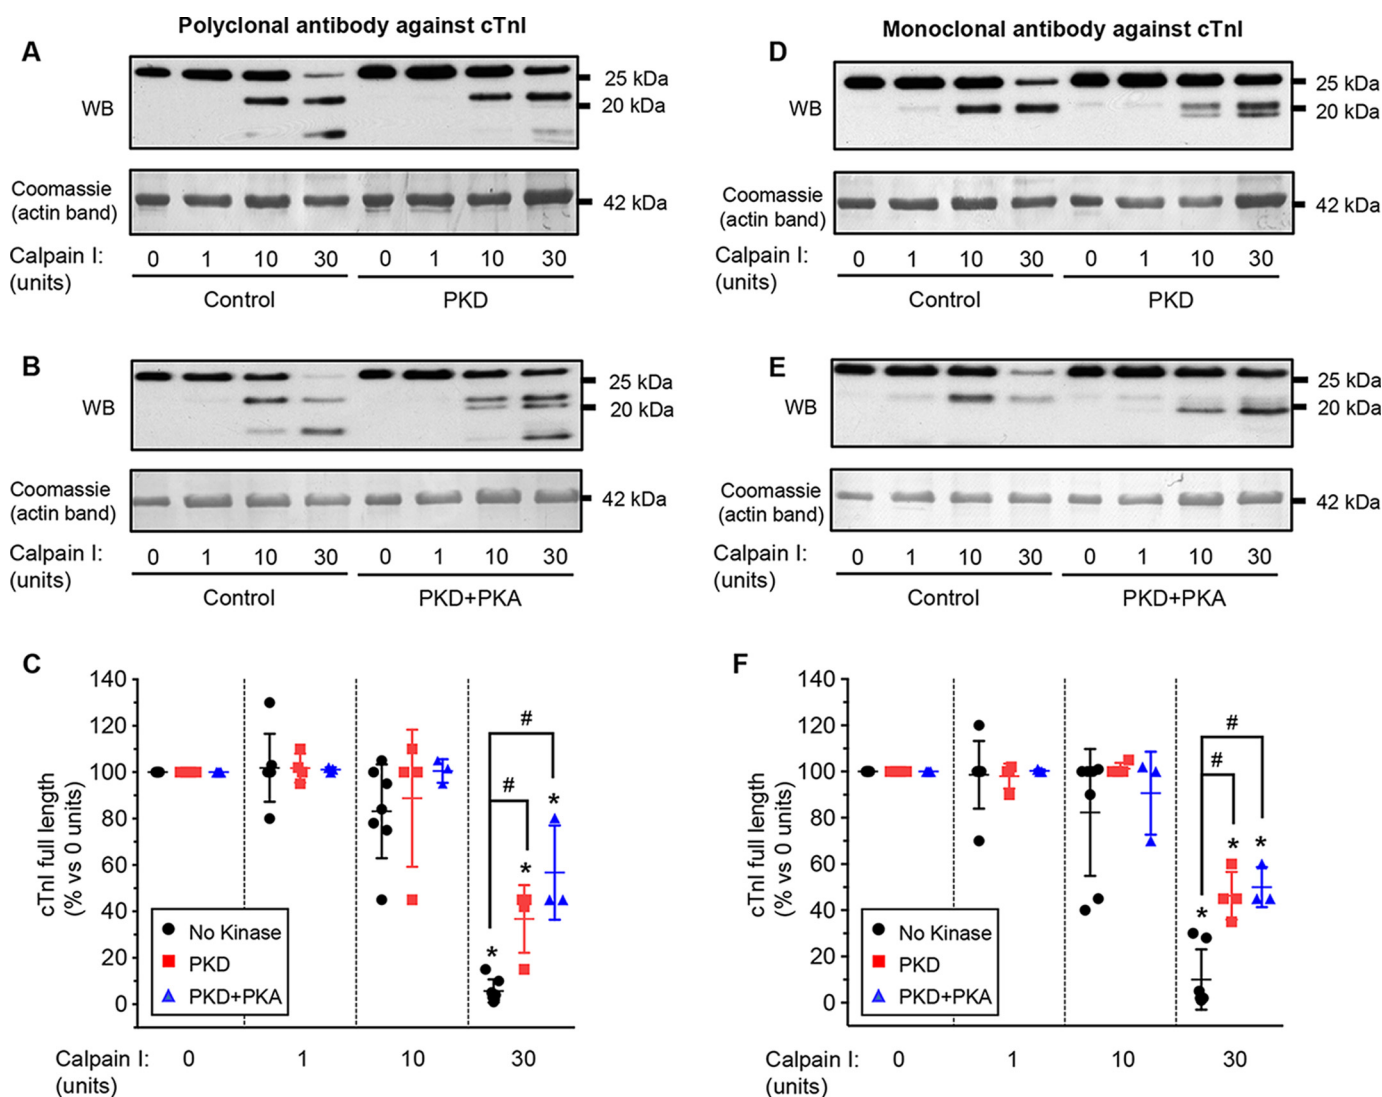 Polyclonal antibody against cTnI
A
WB
25 kDa
20 kDa
Coomassie
(actin band)
42 kDa
Calpain I:
(units)
0 1 10 30 0 1 10 30
Control PKD
B
WB
25 kDa
20 kDa
Coomassie
(actin band)
42 kDa
Calpain I:
(units)
0 1 10 30 0 1 10 30
Control PKD+PKA
C
cTnI full length
(% vs 0 units)
140
120
100
80
60
40
20
0
#
#
*
*
*
No Kinase
PKD
PKD+PKA
Calpain I:
(units)
0 1 10 30
Monoclonal antibody against cTnI
D
WB
25 kDa
20 kDa
Coomassie
(actin band)
42 kDa
Calpain I:
(units)
0 1 10 30 0 1 10 30
Control PKD
E
WB
25 kDa
20 kDa
Coomassie
(actin band)
42 kDa
Calpain I:
(units)
0 1 10 30 0 1 10 30
Control PKD+PKA
F
cTnI full length
(% vs 0 units)
140
120
100
80
60
40
20
0
#
#
* *
*
No Kinase
PKD
PKD+PKA
Calpain I:
(units)
0 1 10 30